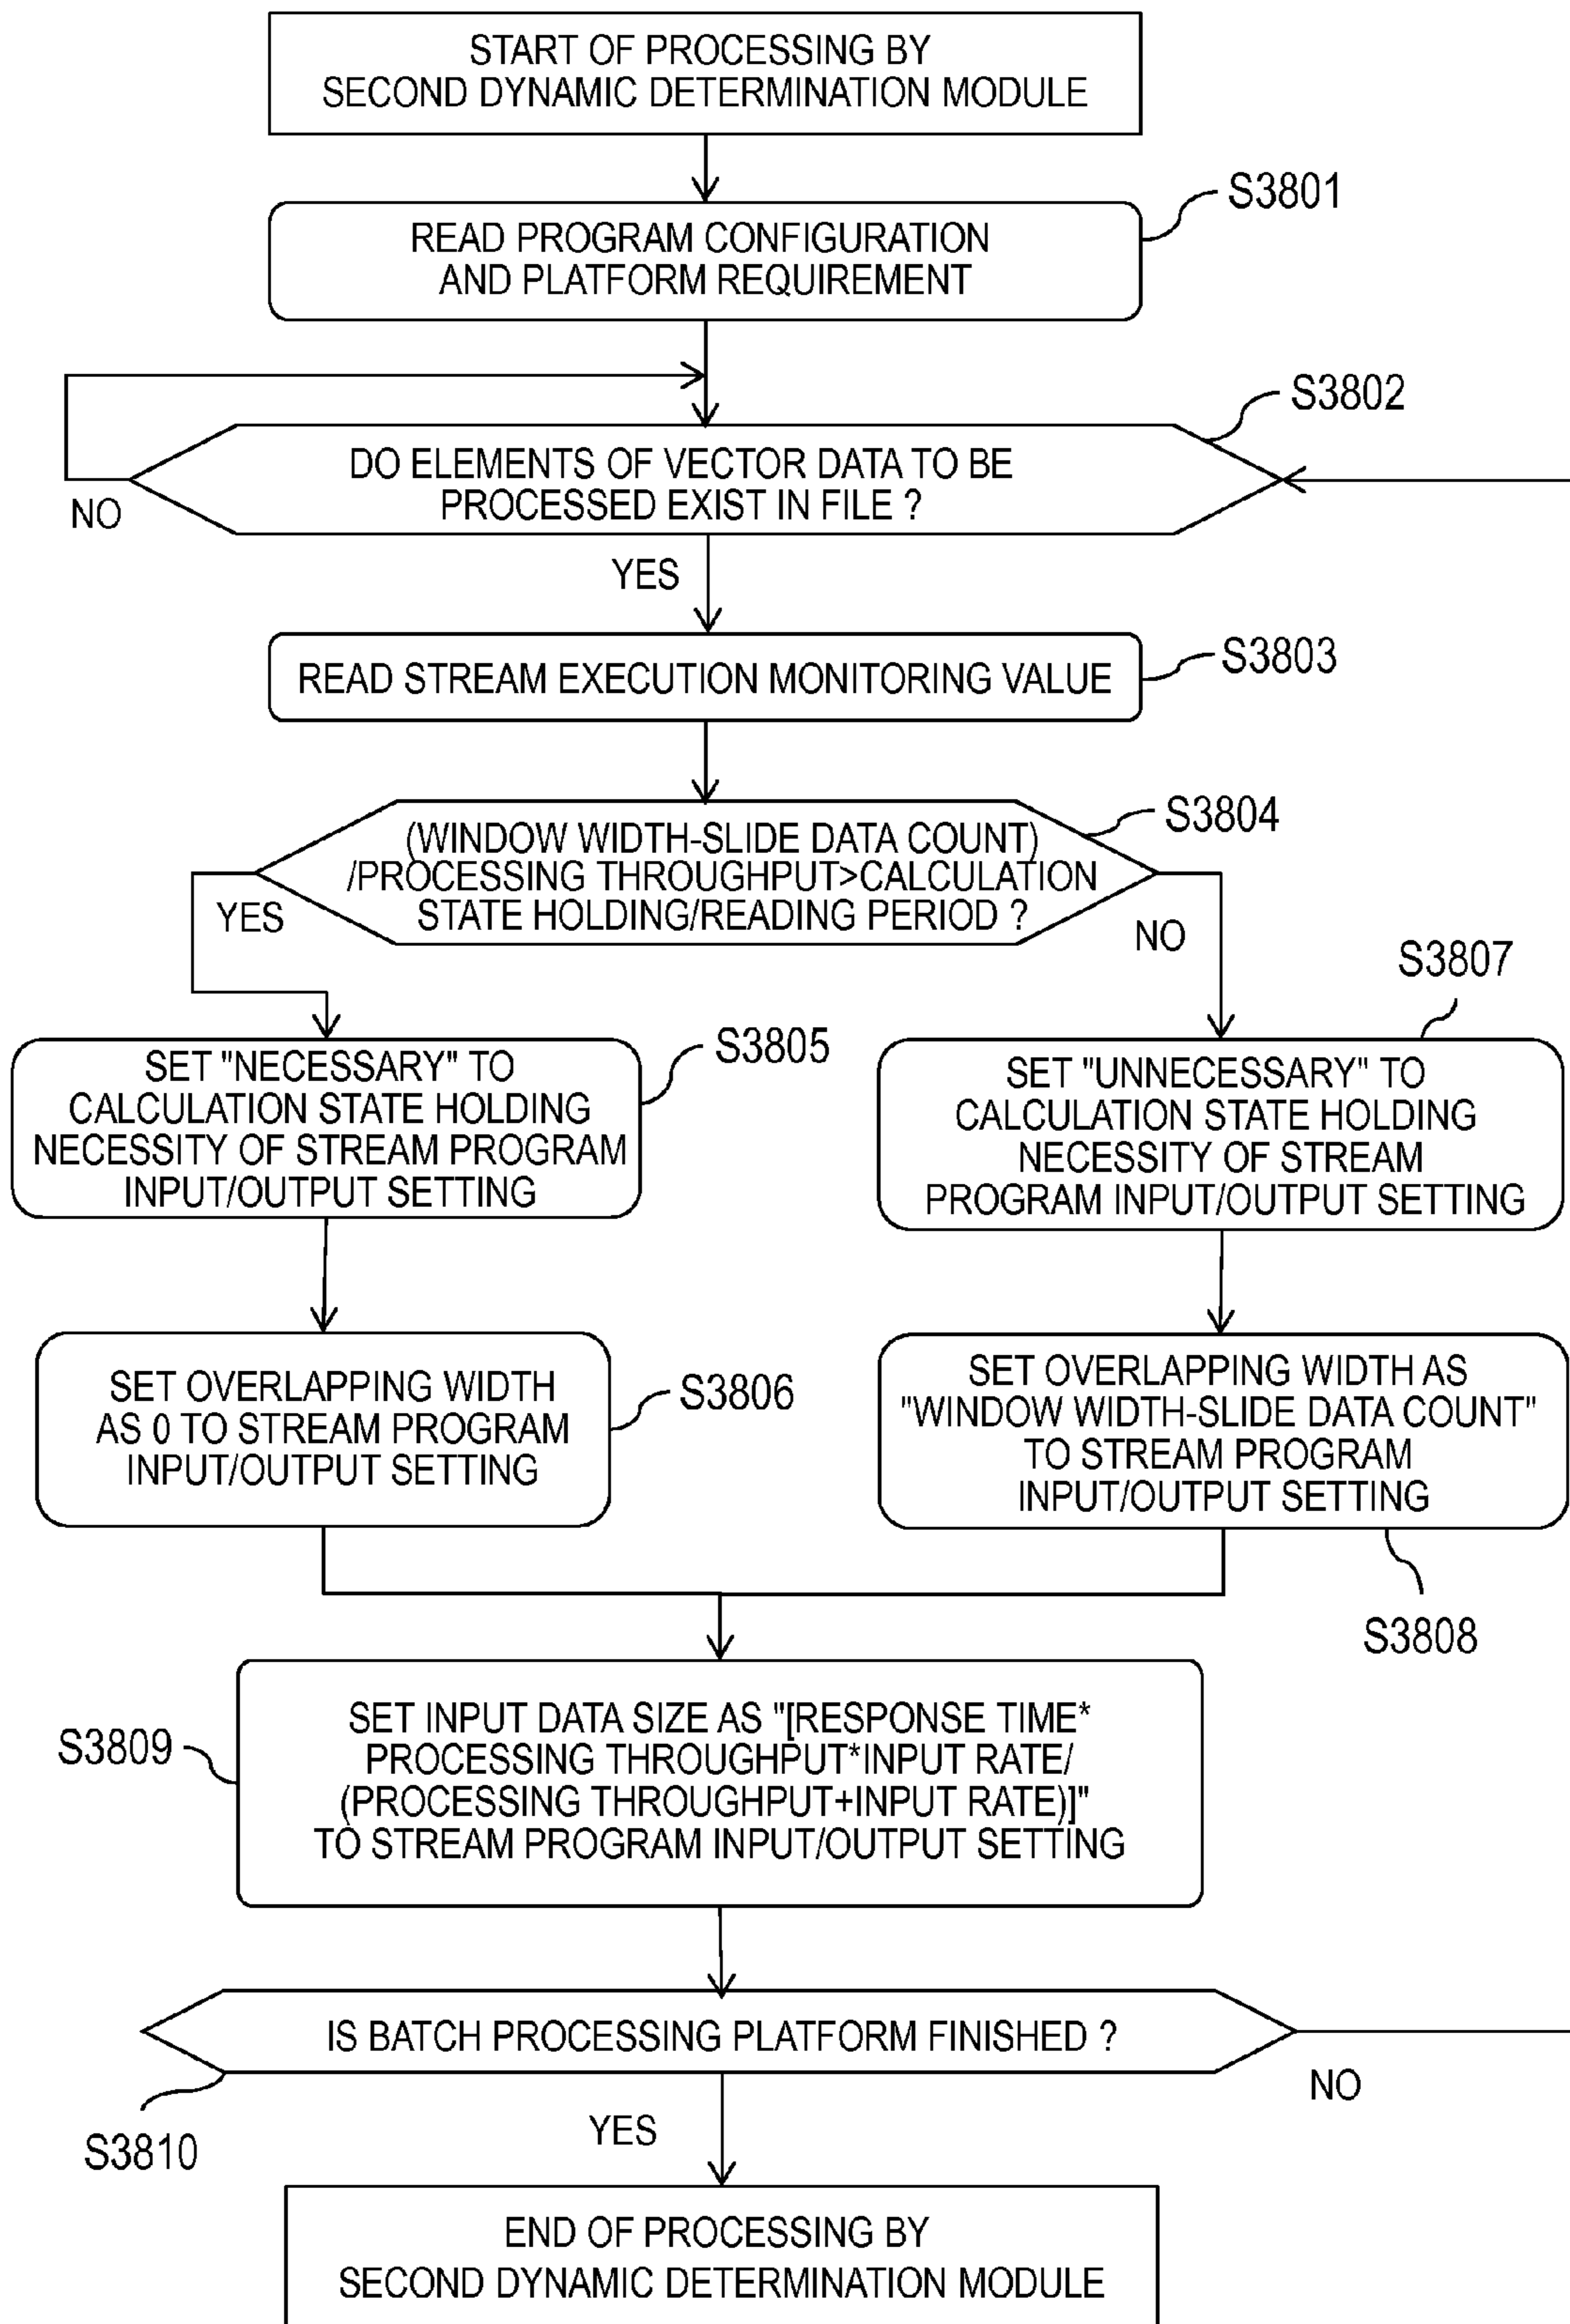 START OF PROCESSING BY
SECOND DYNAMIC DETERMINATION MODULE
S3801
READ PROGRAM CONFIGURATION
AND PLATFORM REQUIREMENT
S3802
DO ELEMENTS OF VECTOR DATA TO BE
PROCESSED EXIST IN FILE ?
NO
YES
S3803
READ STREAM EXECUTION MONITORING VALUE
S3804
(WINDOW WIDTH-SLIDE DATA COUNT)
/PROCESSING THROUGHPUT>CALCULATION
STATE HOLDING/READING PERIOD ?
YES
NO
S3807
S3805
SET "NECESSARY" TO
CALCULATION STATE HOLDING
NECESSITY OF STREAM PROGRAM
INPUT/OUTPUT SETTING
SET "UNNECESSARY" TO
CALCULATION STATE HOLDING
NECESSITY OF STREAM
PROGRAM INPUT/OUTPUT SETTING
SET OVERLAPPING WIDTH
AS 0 TO STREAM PROGRAM
INPUT/OUTPUT SETTING
S3806
SET OVERLAPPING WIDTH AS
"WINDOW WIDTH-SLIDE DATA COUNT"
TO STREAM PROGRAM
INPUT/OUTPUT SETTING
S3808
S3809
SET INPUT DATA SIZE AS "[RESPONSE TIME*
PROCESSING THROUGHPUT*INPUT RATE/
(PROCESSING THROUGHPUT+INPUT RATE)]"
TO STREAM PROGRAM INPUT/OUTPUT SETTING
IS BATCH PROCESSING PLATFORM FINISHED ?
NO
S3810
YES
END OF PROCESSING BY
SECOND DYNAMIC DETERMINATION MODULE